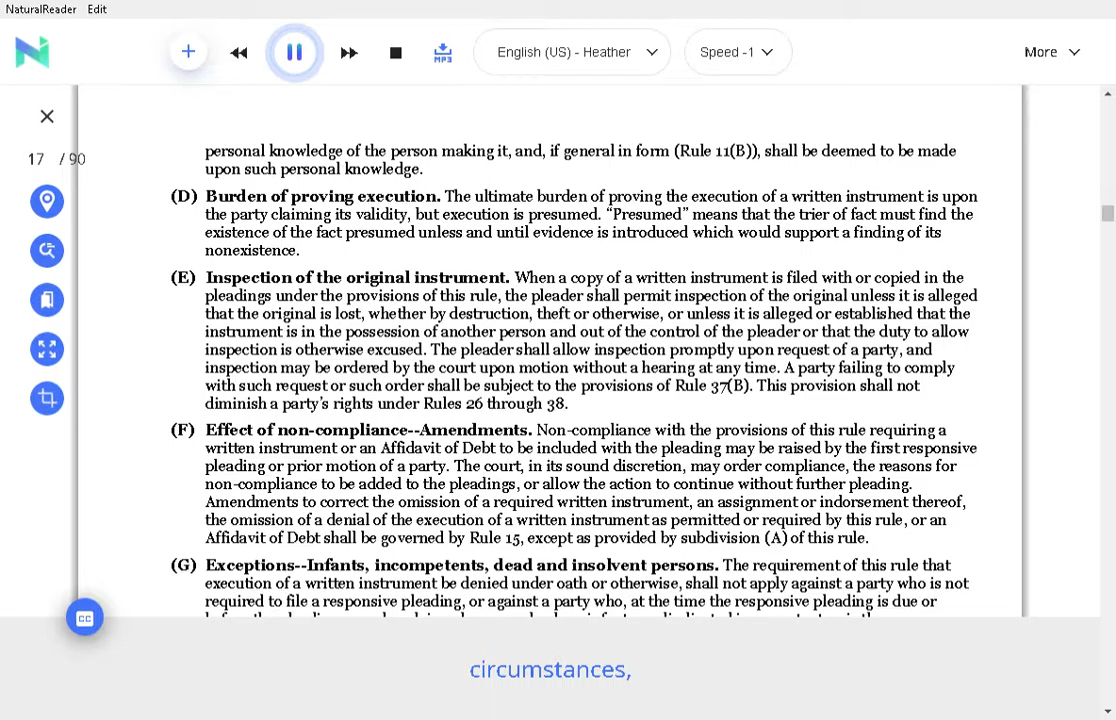 NaturalReader Edit
MP3
English (US) - Heather
Speed -1
More
17 / 90
personal knowledge of the person making it, and, if general in form (Rule 11(B)), shall be deemed to be made
upon such personal knowledge.
(D) Burden of proving execution. The ultimate burden of proving the execution of a written instrument is upon
the party claiming its validity, but execution is presumed. “Presumed” means that the trier of fact must find the
existence of the fact presumed unless and until evidence is introduced which would support a finding of its
nonexistence.
(E) Inspection of the original instrument. When a copy of a written instrument is filed with or copied in the
pleadings under the provisions of this rule, the pleader shall permit inspection of the original unless it is alleged
that the original is lost, whether by destruction, theft or otherwise, or unless it is alleged or established that the
instrument is in the possession of another person and out of the control of the pleader or that the duty to allow
inspection is otherwise excused. The pleader shall allow inspection promptly upon request of a party, and
inspection may be ordered by the court upon motion without a hearing at any time. A party failing to comply
with such request or such order shall be subject to the provisions of Rule 37(B). This provision shall not
diminish a party’s rights under Rules 26 through 38.
(F) Effect of non-compliance--Amendments. Non-compliance with the provisions of this rule requiring a
written instrument or an Affidavit of Debt to be included with the pleading may be raised by the first responsive
pleading or prior motion of a party. The court, in its sound discretion, may order compliance, the reasons for
non-compliance to be added to the pleadings, or allow the action to continue without further pleading.
Amendments to correct the omission of a required written instrument, an assignment or indorsement thereof,
the omission of a denial of the execution of a written instrument as permitted or required by this rule, or an
Affidavit of Debt shall be governed by Rule 15, except as provided by subdivision (A) of this rule.
(G) Exceptions--Infants, incompetents, dead and insolvent persons. The requirement of this rule that
execution of a written instrument be denied under oath or otherwise, shall not apply against a party who is not
required to file a responsive pleading, or against a party who, at the time the responsive pleading is due or
CC
circumstances,